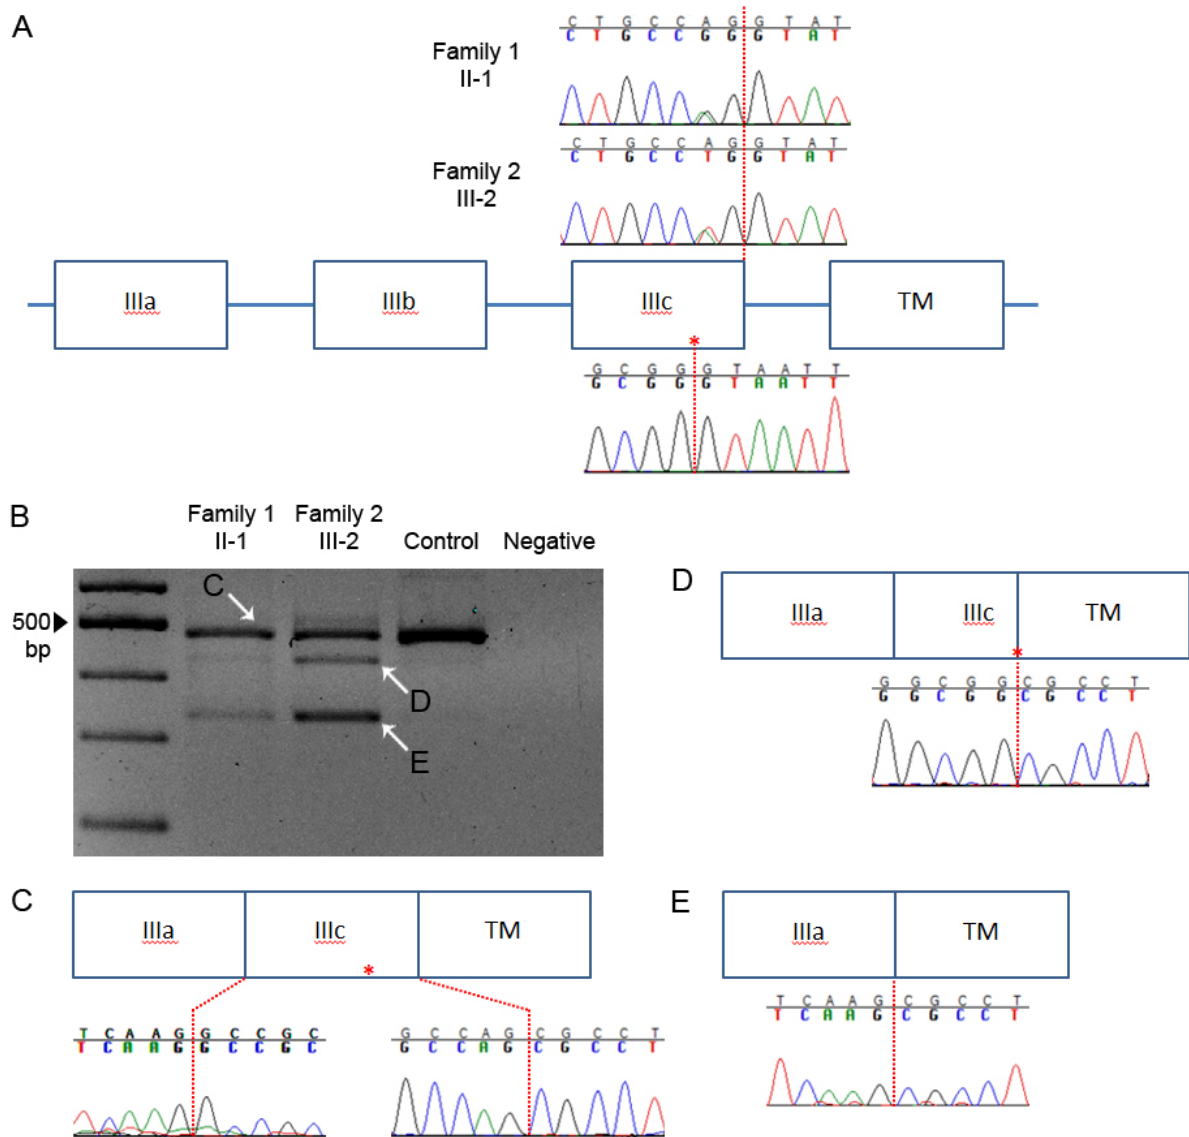 A
Family 1
II-1
C T G C C A G G T A T
C T G C C G G G T A T
Family 2
III-2
C T G C C A G G T A T
C T G C C T G G T A T
IIIa
IIIb
IIIc
TM
*
G C G G G T A A T T
G C G G G T A A T T
B
Family 1
II-1
Family 2
III-2
Control
Negative
500
bp
C
D
E
D
IIIa
IIIc
TM
*
G G C G G C G C C T
G G C G G C G C C T
C
IIIa
IIIc
TM
*
T C A A G G C C G C
T C A A G G C C G C
G C C A G C G C C T
G C C A G C G C C T
E
IIIa
TM
T C A A G C G C C T
T C A A G C G C C T